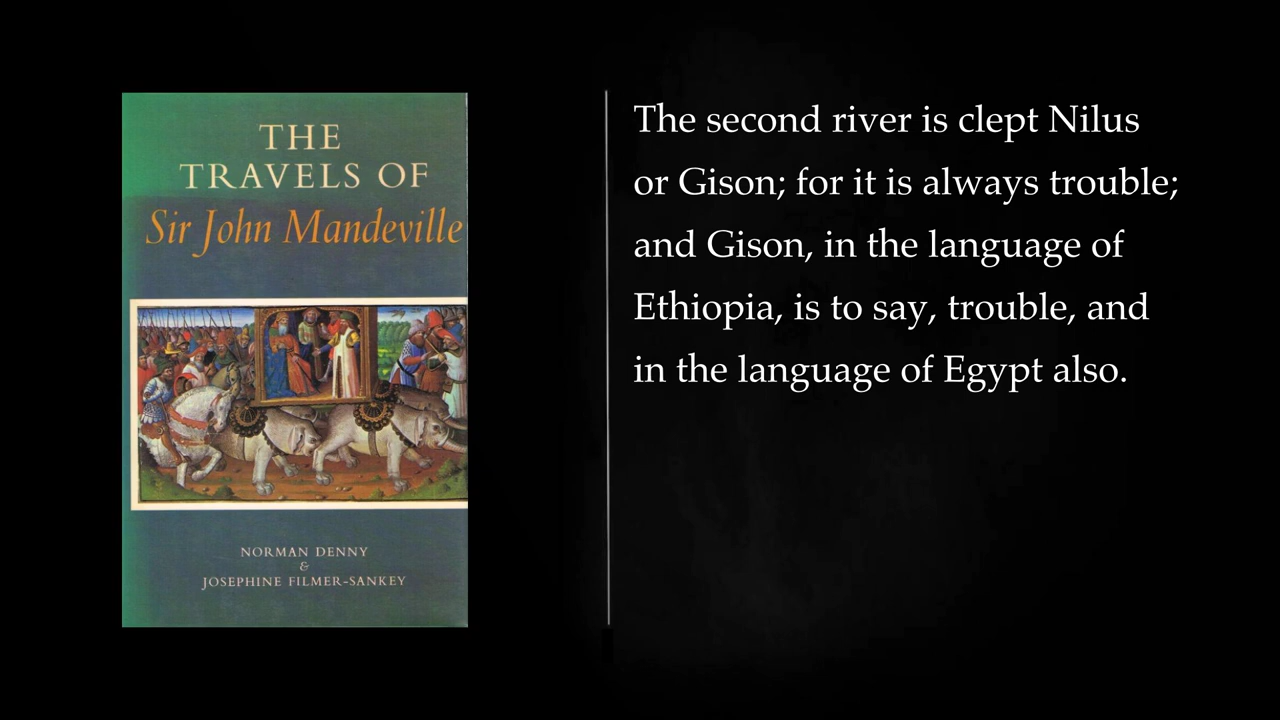 THE
TRAVELS OF
Sir John Mandeville
NORMAN DENNY
&
JOSEPHINE FILMER-SANKEY
The second river is clept Nilus
or Gison; for it is always trouble;
and Gison, in the language of
Ethiopia, is to say, trouble, and
in the language of Egypt also.